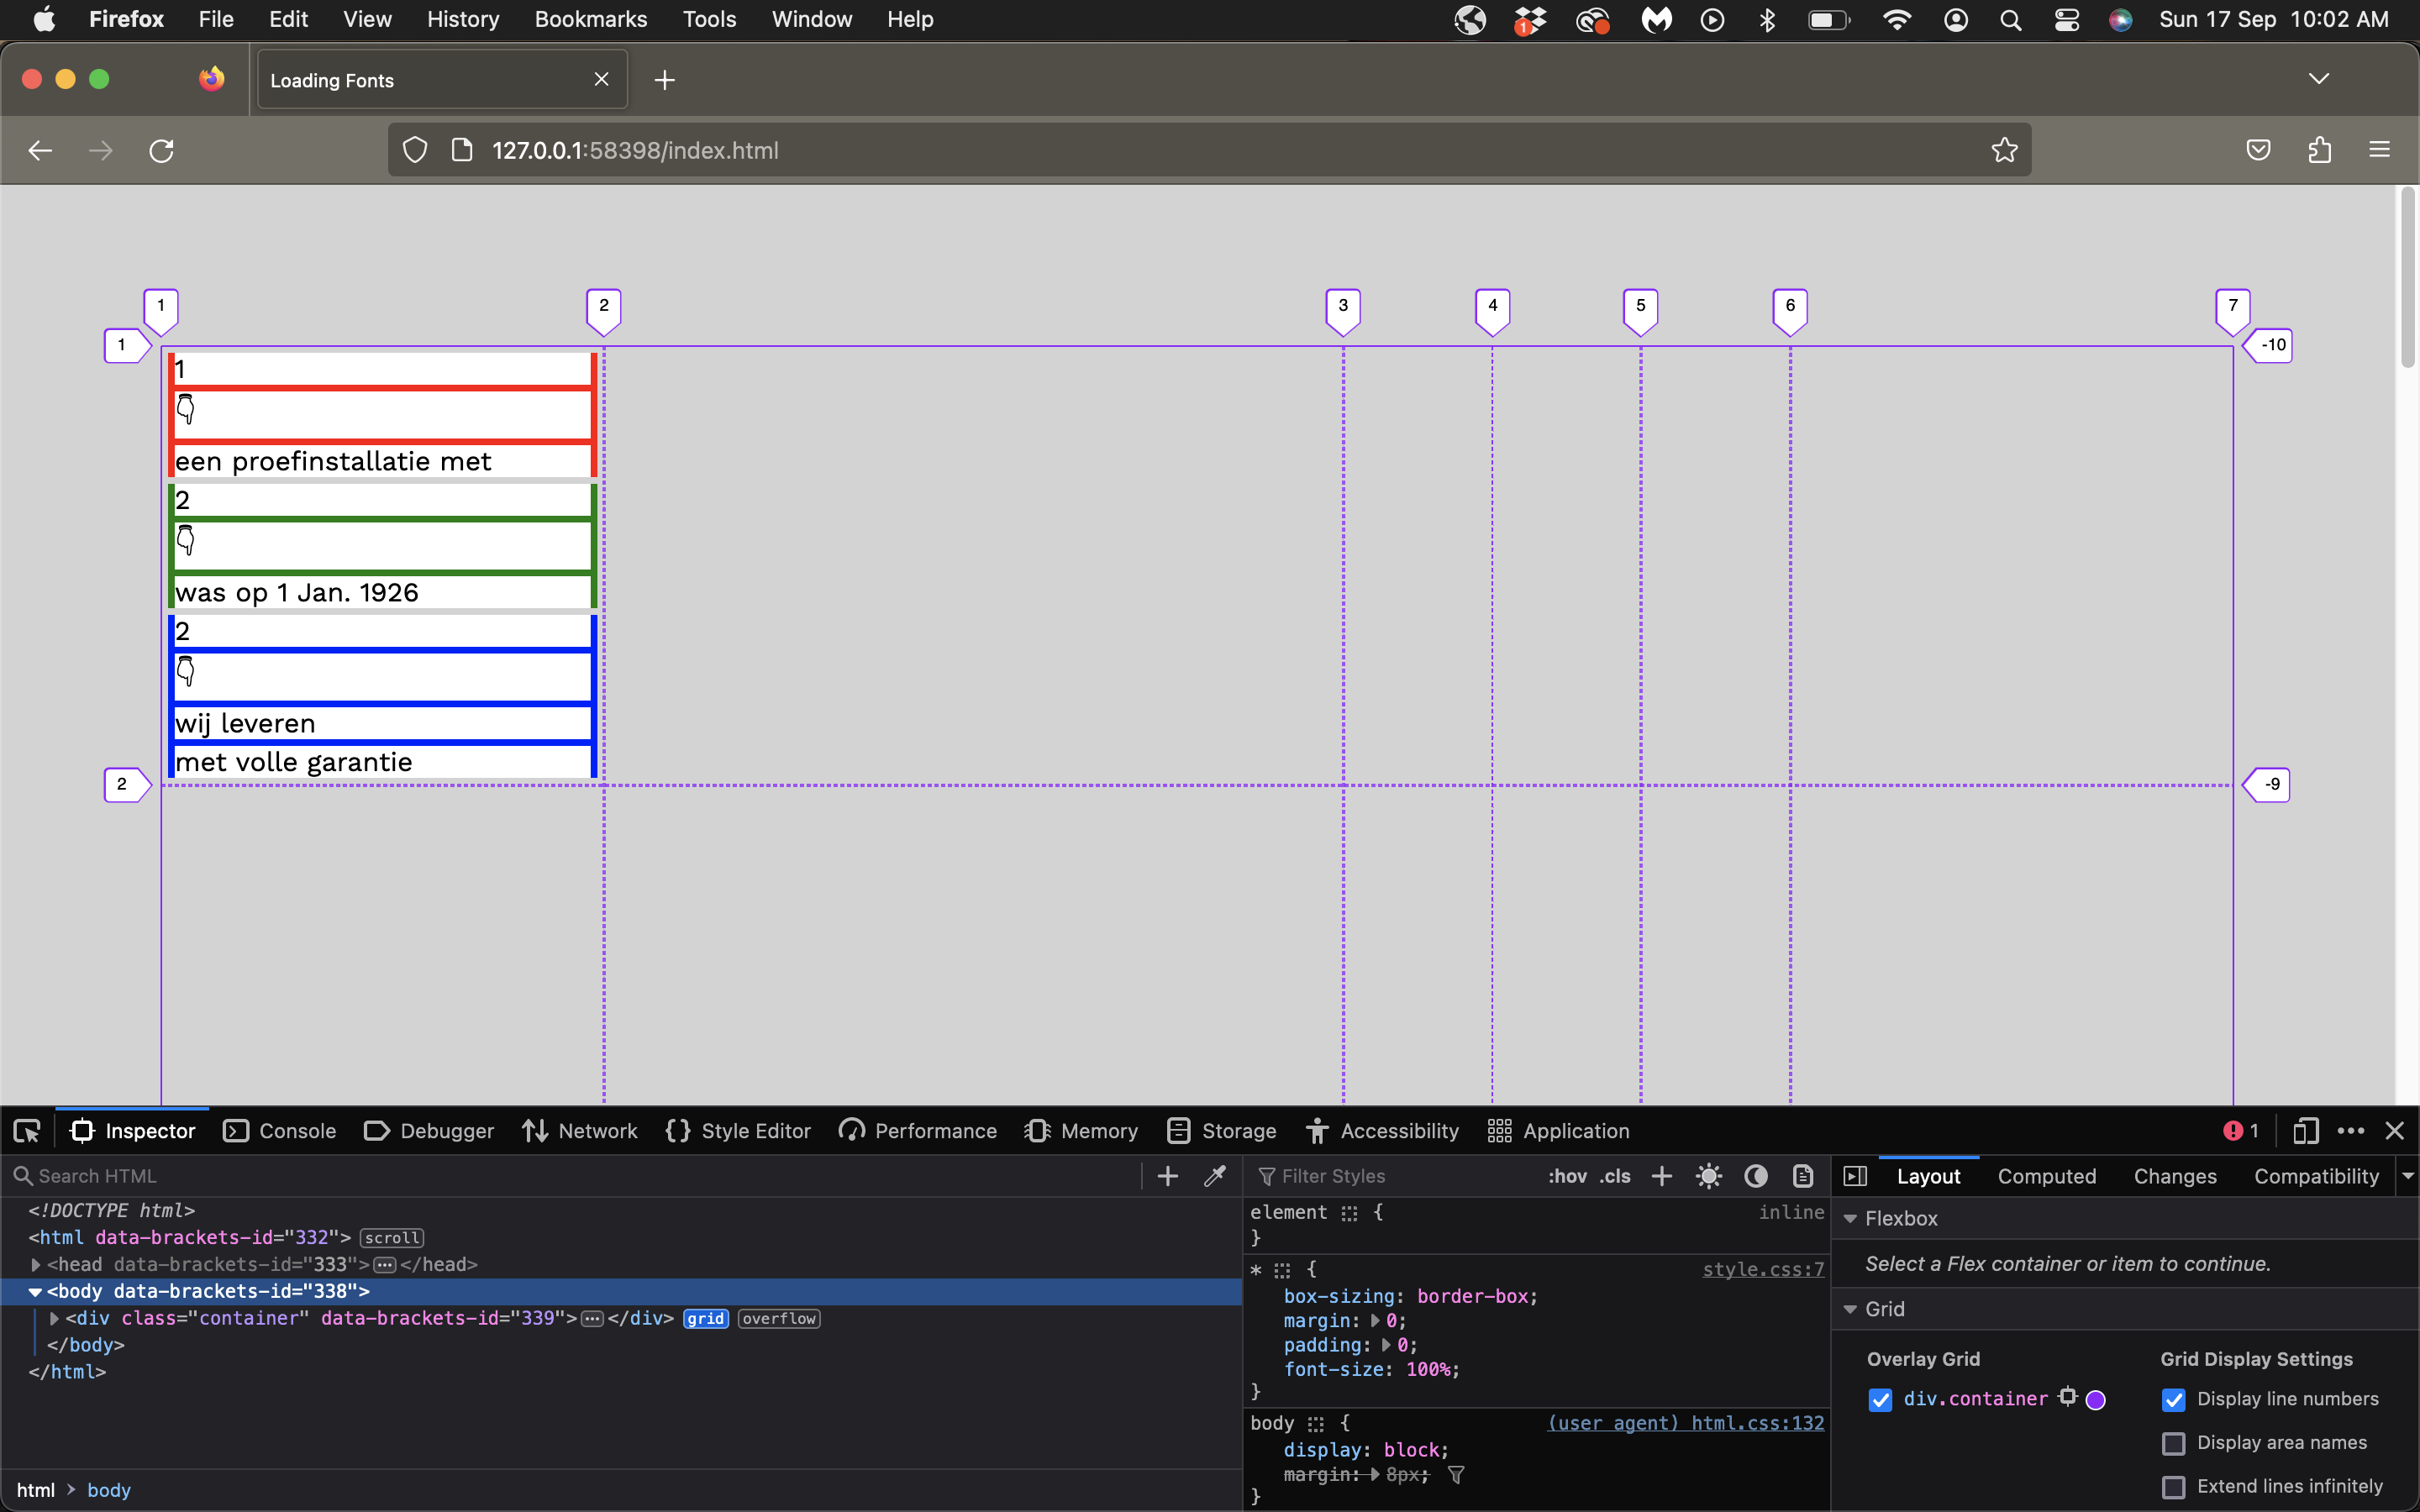 Firefox File Edit View History Bookmarks Tools Window Help 1 Sun 17 Sep 10:02 AM
Loading Fonts
127.0.0.1:58398/index.html
1 2 3 4 5 6 7
1 -10
1
👇
een proefinstallatie met
2
👇
was op 1 Jan. 1926
2
👇
wij leveren
met volle garantie
2 -9
Inspector Console Debugger Network Style Editor Performance Memory Storage Accessibility Application 1
Search HTML
<!DOCTYPE html>
<html data-brackets-id="332"> scroll
<head data-brackets-id="333">⋯</head>
<body data-brackets-id="338">
<div class="container" data-brackets-id="339">⋯</div> grid overflow
</body>
</html>
html > body
Filter Styles :hov .cls
element { inline
}
* { style.css:7
box-sizing: border-box;
margin: 0;
padding: 0;
font-size: 100%;
}
body { (user agent) html.css:132
display: block;
margin: 8px;
}
Layout Computed Changes Compatibility
Flexbox
Select a Flex container or item to continue.
Grid
Overlay Grid
div.container
Grid Display Settings
Display line numbers
Display area names
Extend lines infinitely